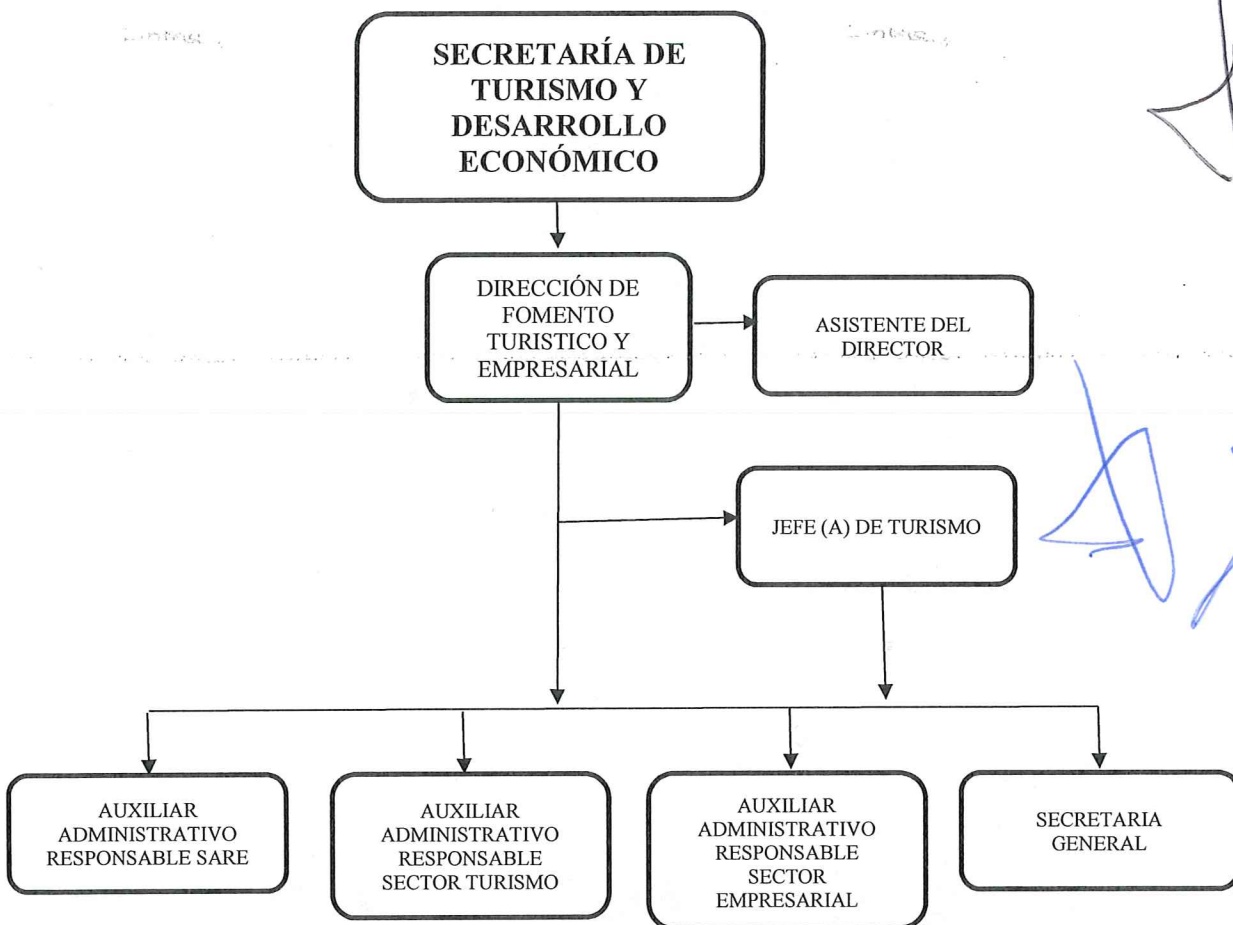 SECRETARÍA DE
TURISMO Y
DESARROLLO
ECONÓMICO
DIRECCIÓN DE
FOMENTO
TURISTICO Y
EMPRESARIAL
ASISTENTE DEL
DIRECTOR
JEFE (A) DE TURISMO
AUXILIAR
ADMINISTRATIVO
RESPONSABLE SARE
AUXILIAR
ADMINISTRATIVO
RESPONSABLE
SECTOR TURISMO
AUXILIAR
ADMINISTRATIVO
RESPONSABLE
SECTOR
EMPRESARIAL
SECRETARIA
GENERAL